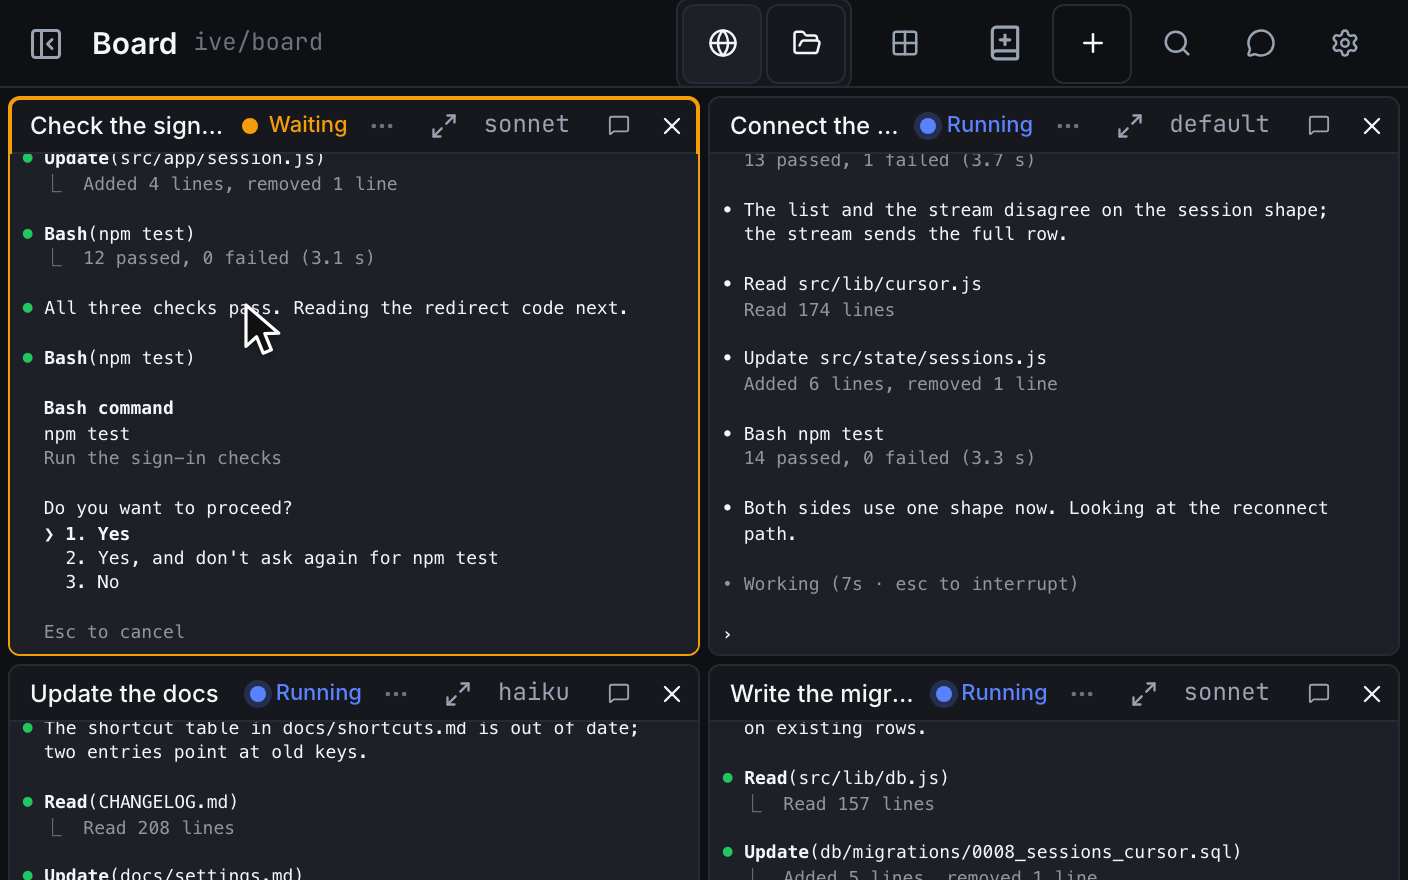 Board ive/board
Check the sign... Waiting ... sonnet
Update(src/app/session.js)
Added 4 lines, removed 1 line
Bash(npm test)
12 passed, 0 failed (3.1 s)
All three checks pass. Reading the redirect code next.
Bash(npm test)
Bash command
npm test
Run the sign-in checks
Do you want to proceed?
❯ 1. Yes
2. Yes, and don't ask again for npm test
3. No
Esc to cancel
Connect the ... Running ... default
13 passed, 1 failed (3.7 s)
• The list and the stream disagree on the session shape;
the stream sends the full row.
• Read src/lib/cursor.js
Read 174 lines
• Update src/state/sessions.js
Added 6 lines, removed 1 line
• Bash npm test
14 passed, 0 failed (3.3 s)
• Both sides use one shape now. Looking at the reconnect
path.
• Working (7s · esc to interrupt)
›
Update the docs Running ... haiku
The shortcut table in docs/shortcuts.md is out of date;
two entries point at old keys.
Read(CHANGELOG.md)
Read 208 lines
Update(docs/settings.md)
Write the migr... Running ... sonnet
on existing rows.
Read(src/lib/db.js)
Read 157 lines
Update(db/migrations/0008_sessions_cursor.sql)
Added 5 lines, removed 1 line